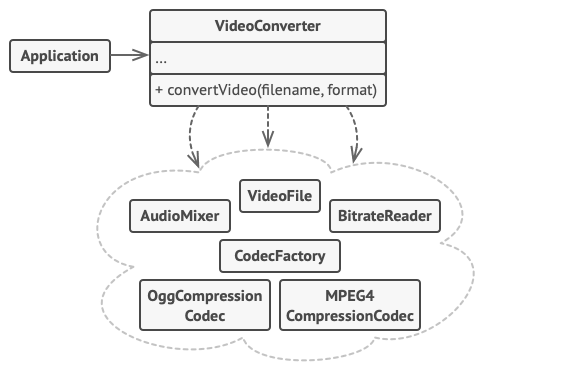 VideoConverter
Application
...
+ convertVideo(filename, format)
VideoFile
AudioMixer
BitrateReader
CodecFactory
OggCompression
Codec
MPEG4
CompressionCodec